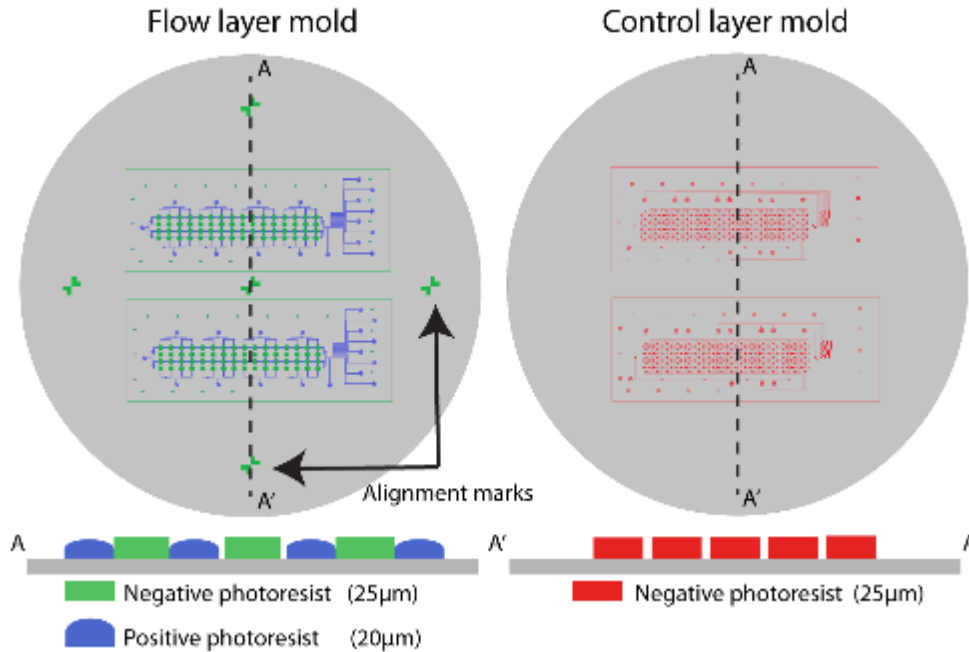 Flow layer mold
Control layer mold
A
A
A'
A'
Alignment marks
A
A'
A
Negative photoresist (25µm)
Negative photoresist (25µm)
Positive photoresist (20µm)